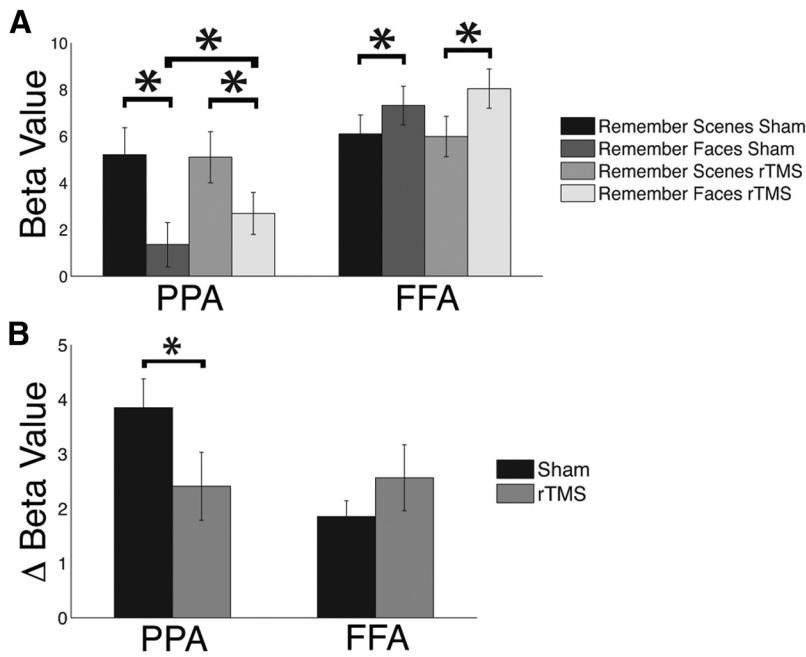 A
10
8
6
4
2
0
Beta Value
*
*
*
*
*
PPA
FFA
Remember Scenes Sham
Remember Faces Sham
Remember Scenes rTMS
Remember Faces rTMS
B
5
4
3
2
1
0
Δ Beta Value
*
PPA
FFA
Sham
rTMS